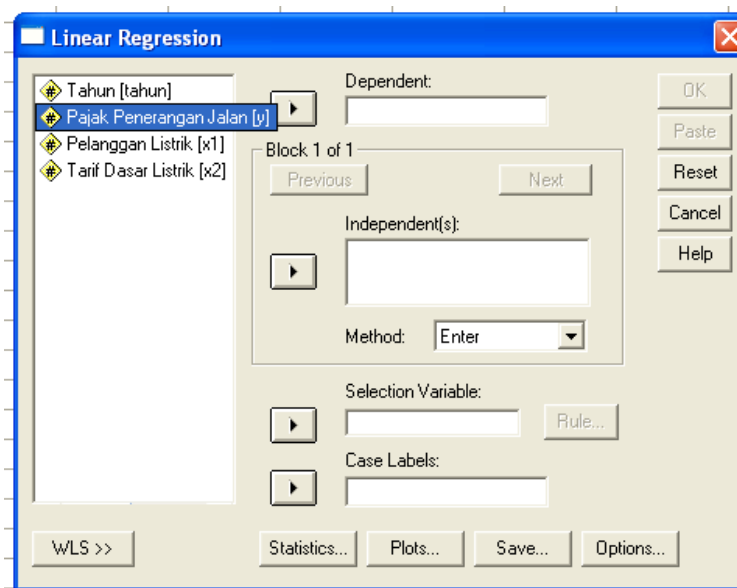 Linear Regression
Tahun [tahun]
Pajak Penerangan Jalan [y]
Pelanggan Listrik [x1]
Tarif Dasar Listrik [x2]
Dependent:
Block 1 of 1
Previous
Next
Independent(s):
Method:
Enter
Selection Variable:
Rule...
Case Labels:
OK
Paste
Reset
Cancel
Help
WLS >>
Statistics...
Plots...
Save...
Options...